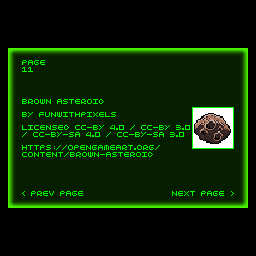 PAGE
11
BROWN ASTEROID
BY FUNWITHPIXELS
LICENSED CC-BY 4.0 / CC-BY 3.0
/ CC-BY-SA 4.0 / CC-BY-SA 3.0
HTTPS://OPENGAMEART.ORG/
CONTENT/BROWN-ASTEROID
< PREV PAGE
NEXT PAGE >